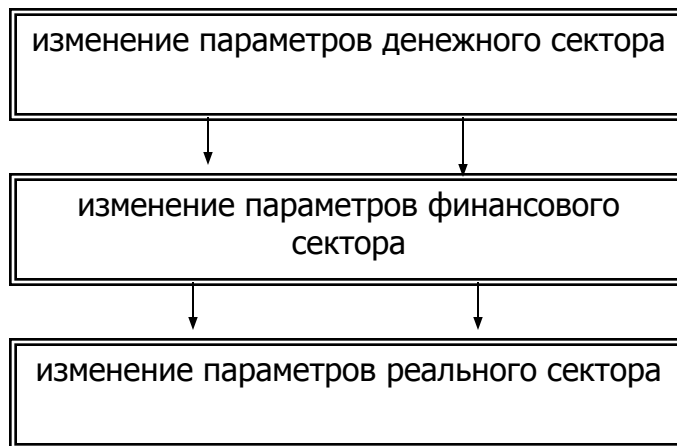 изменение параметров денежного сектора
изменение параметров финансового
сектора
изменение параметров реального сектора